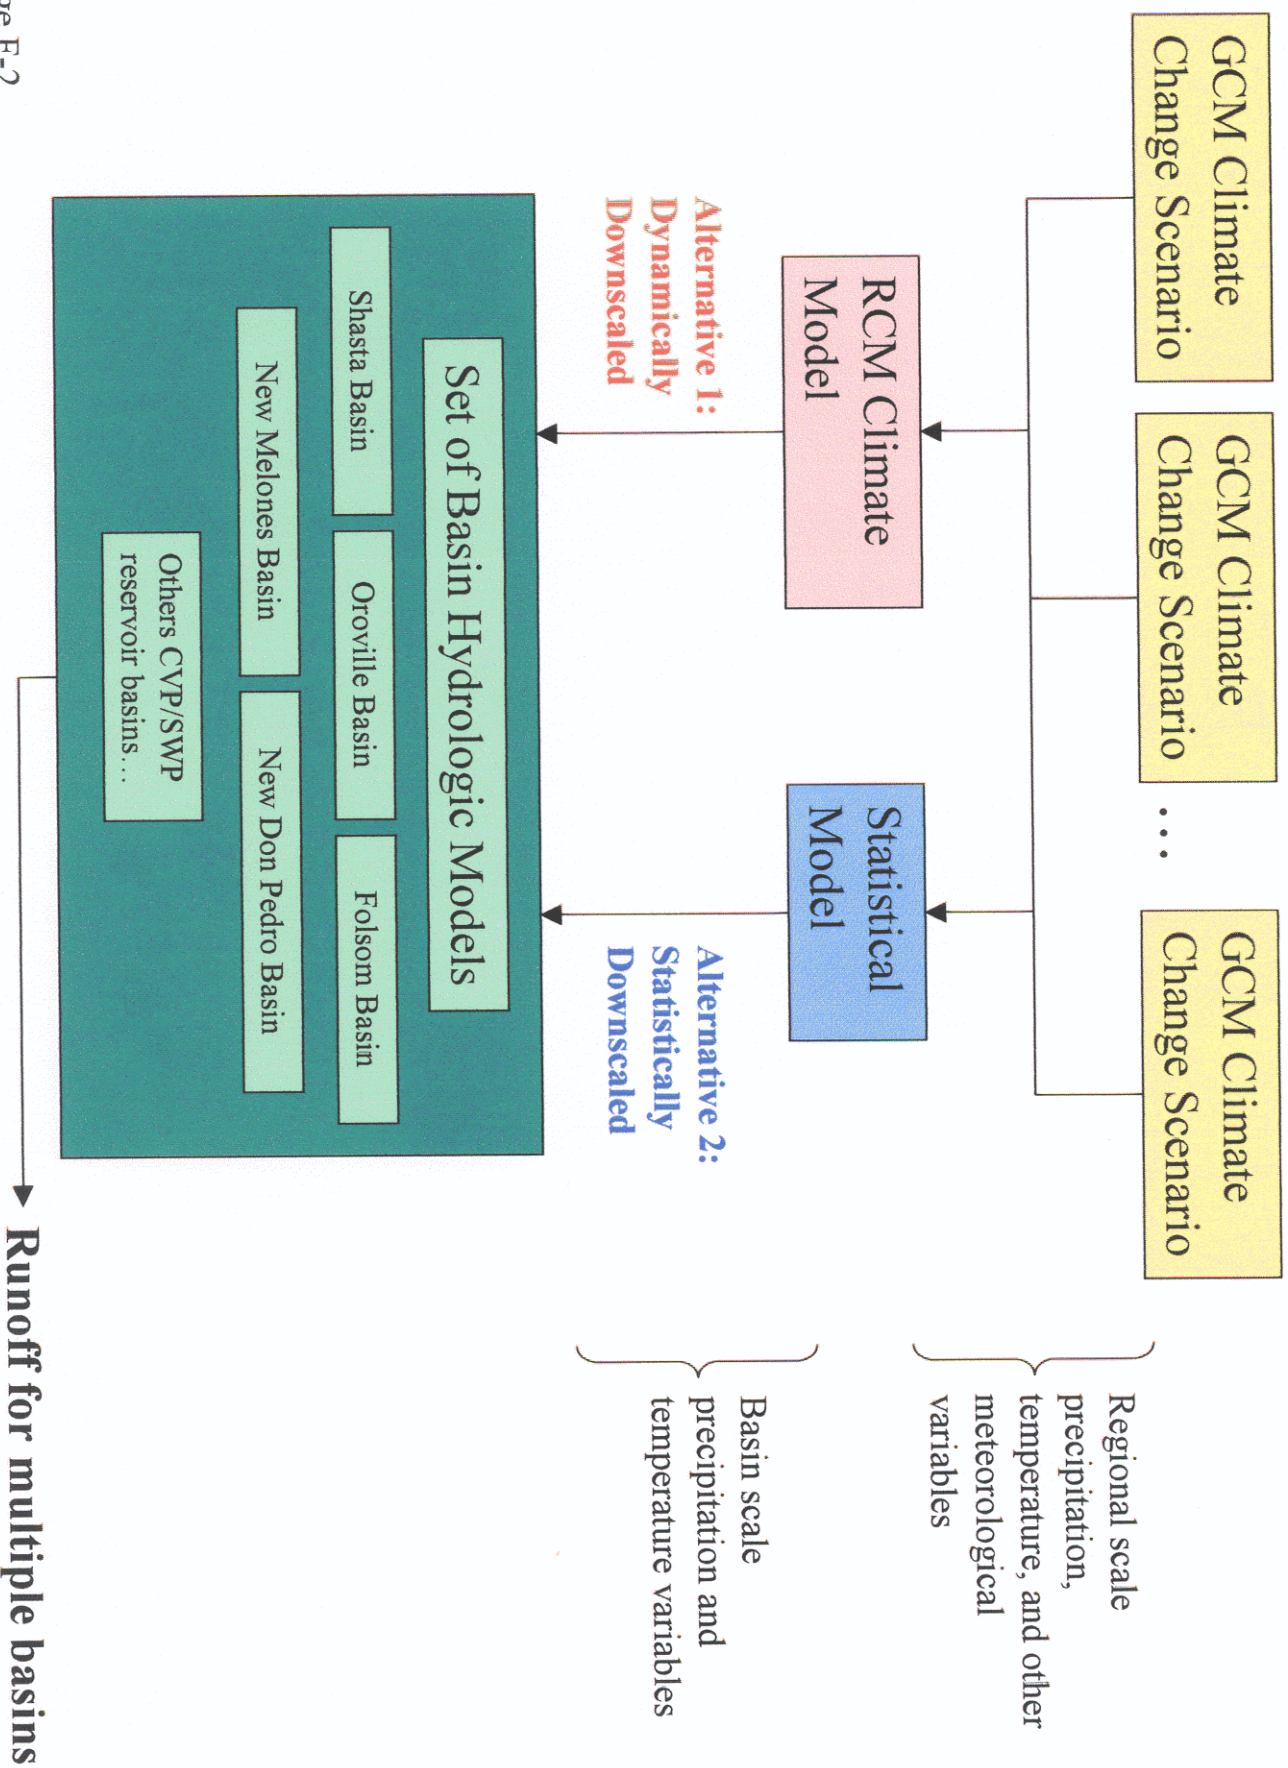 GCM Climate
Change Scenario
GCM Climate
Change Scenario
...
GCM Climate
Change Scenario
Regional scale
precipitation,
temperature, and other
meteorological
variables
RCM Climate
Model
Statistical
Model
Alternative 1:
Dynamically
Downscaled
Alternative 2:
Statistically
Downscaled
Basin scale
precipitation and
temperature variables
Set of Basin Hydrologic Models
Shasta Basin
Oroville Basin
Folsom Basin
New Melones Basin
New Don Pedro Basin
Others CVP/SWP
reservoir basins…
Runoff for multiple basins
E-2